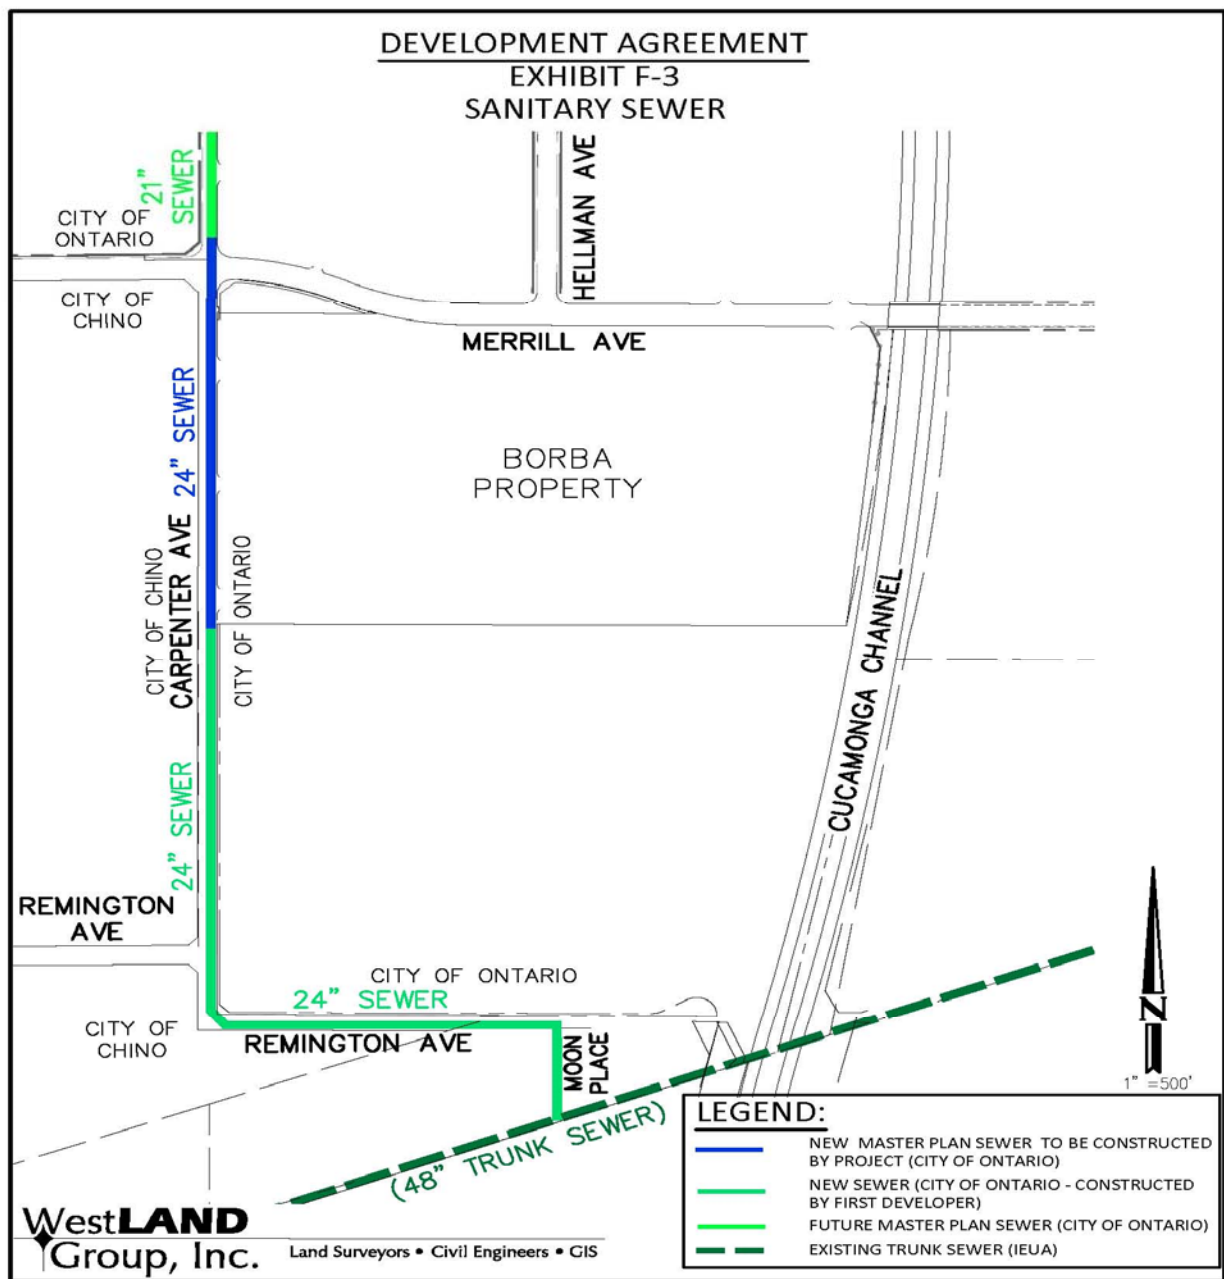 DEVELOPMENT AGREEMENT
EXHIBIT F-3
SANITARY SEWER
21"
SEWER
HELLMAN AVE
CITY OF
ONTARIO
CITY OF
CHINO
MERRILL AVE
24" SEWER
BORBA
PROPERTY
CITY OF CHINO
CARPENTER AVE
CITY OF ONTARIO
CUCAMONGA CHANNEL
24" SEWER
REMINGTON
AVE
CITY OF ONTARIO
24" SEWER
CITY OF
CHINO
REMINGTON AVE
MOON
PLACE
(48" TRUNK SEWER)
N
1" =500'
LEGEND:
NEW MASTER PLAN SEWER TO BE CONSTRUCTED
BY PROJECT (CITY OF ONTARIO)
NEW SEWER (CITY OF ONTARIO - CONSTRUCTED
BY FIRST DEVELOPER)
FUTURE MASTER PLAN SEWER (CITY OF ONTARIO)
EXISTING TRUNK SEWER (IEUA)
WestLAND
Group, Inc.
Land Surveyors • Civil Engineers • GIS